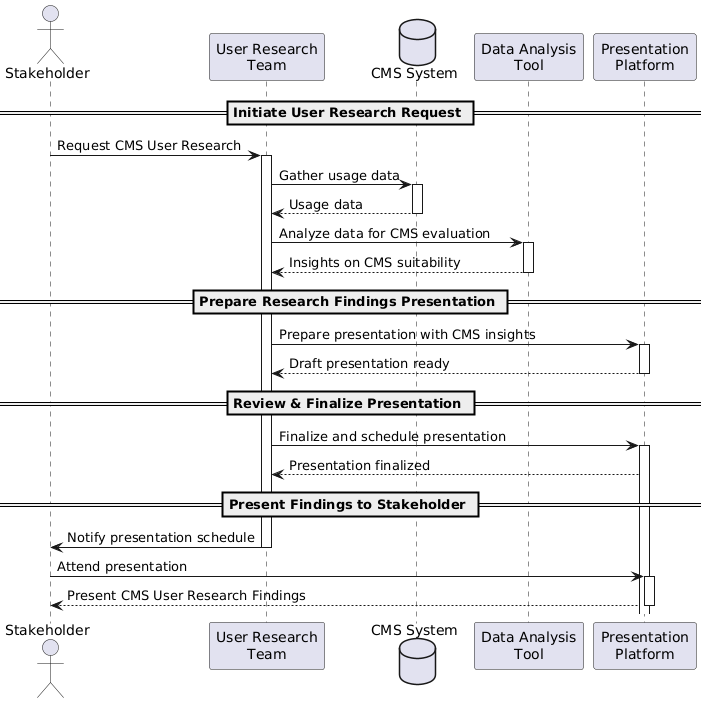 Stakeholder
User Research
Team
CMS System
Data Analysis
Tool
Presentation
Platform
Initiate User Research Request
Request CMS User Research
Gather usage data
Usage data
Analyze data for CMS evaluation
Insights on CMS suitability
Prepare Research Findings Presentation
Prepare presentation with CMS insights
Draft presentation ready
Review & Finalize Presentation
Finalize and schedule presentation
Presentation finalized
Present Findings to Stakeholder
Notify presentation schedule
Attend presentation
Present CMS User Research Findings
Stakeholder
User Research
Team
CMS System
Data Analysis
Tool
Presentation
Platform